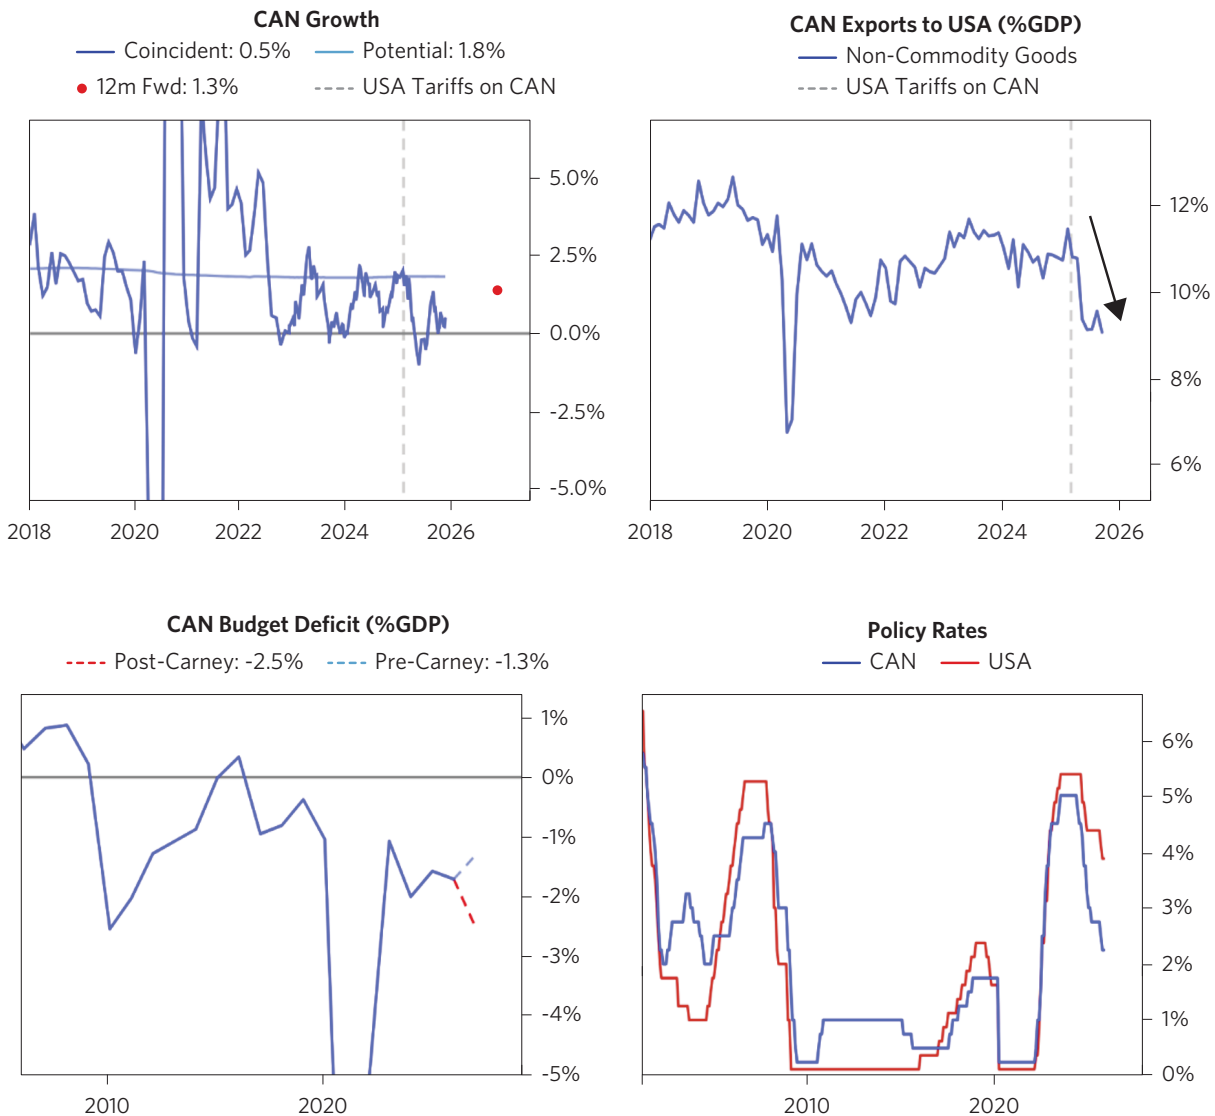 CAN Growth
Coincident: 0.5% Potential: 1.8%
12m Fwd: 1.3% USA Tariffs on CAN
5.0%
2.5%
0.0%
-2.5%
-5.0%
2018 2020 2022 2024 2026
CAN Exports to USA (%GDP)
Non-Commodity Goods
USA Tariffs on CAN
12%
10%
8%
6%
2018 2020 2022 2024 2026
CAN Budget Deficit (%GDP)
Post-Carney: -2.5% Pre-Carney: -1.3%
1%
0%
-1%
-2%
-3%
-4%
-5%
2010 2020
Policy Rates
CAN USA
6%
5%
4%
3%
2%
1%
0%
2010 2020